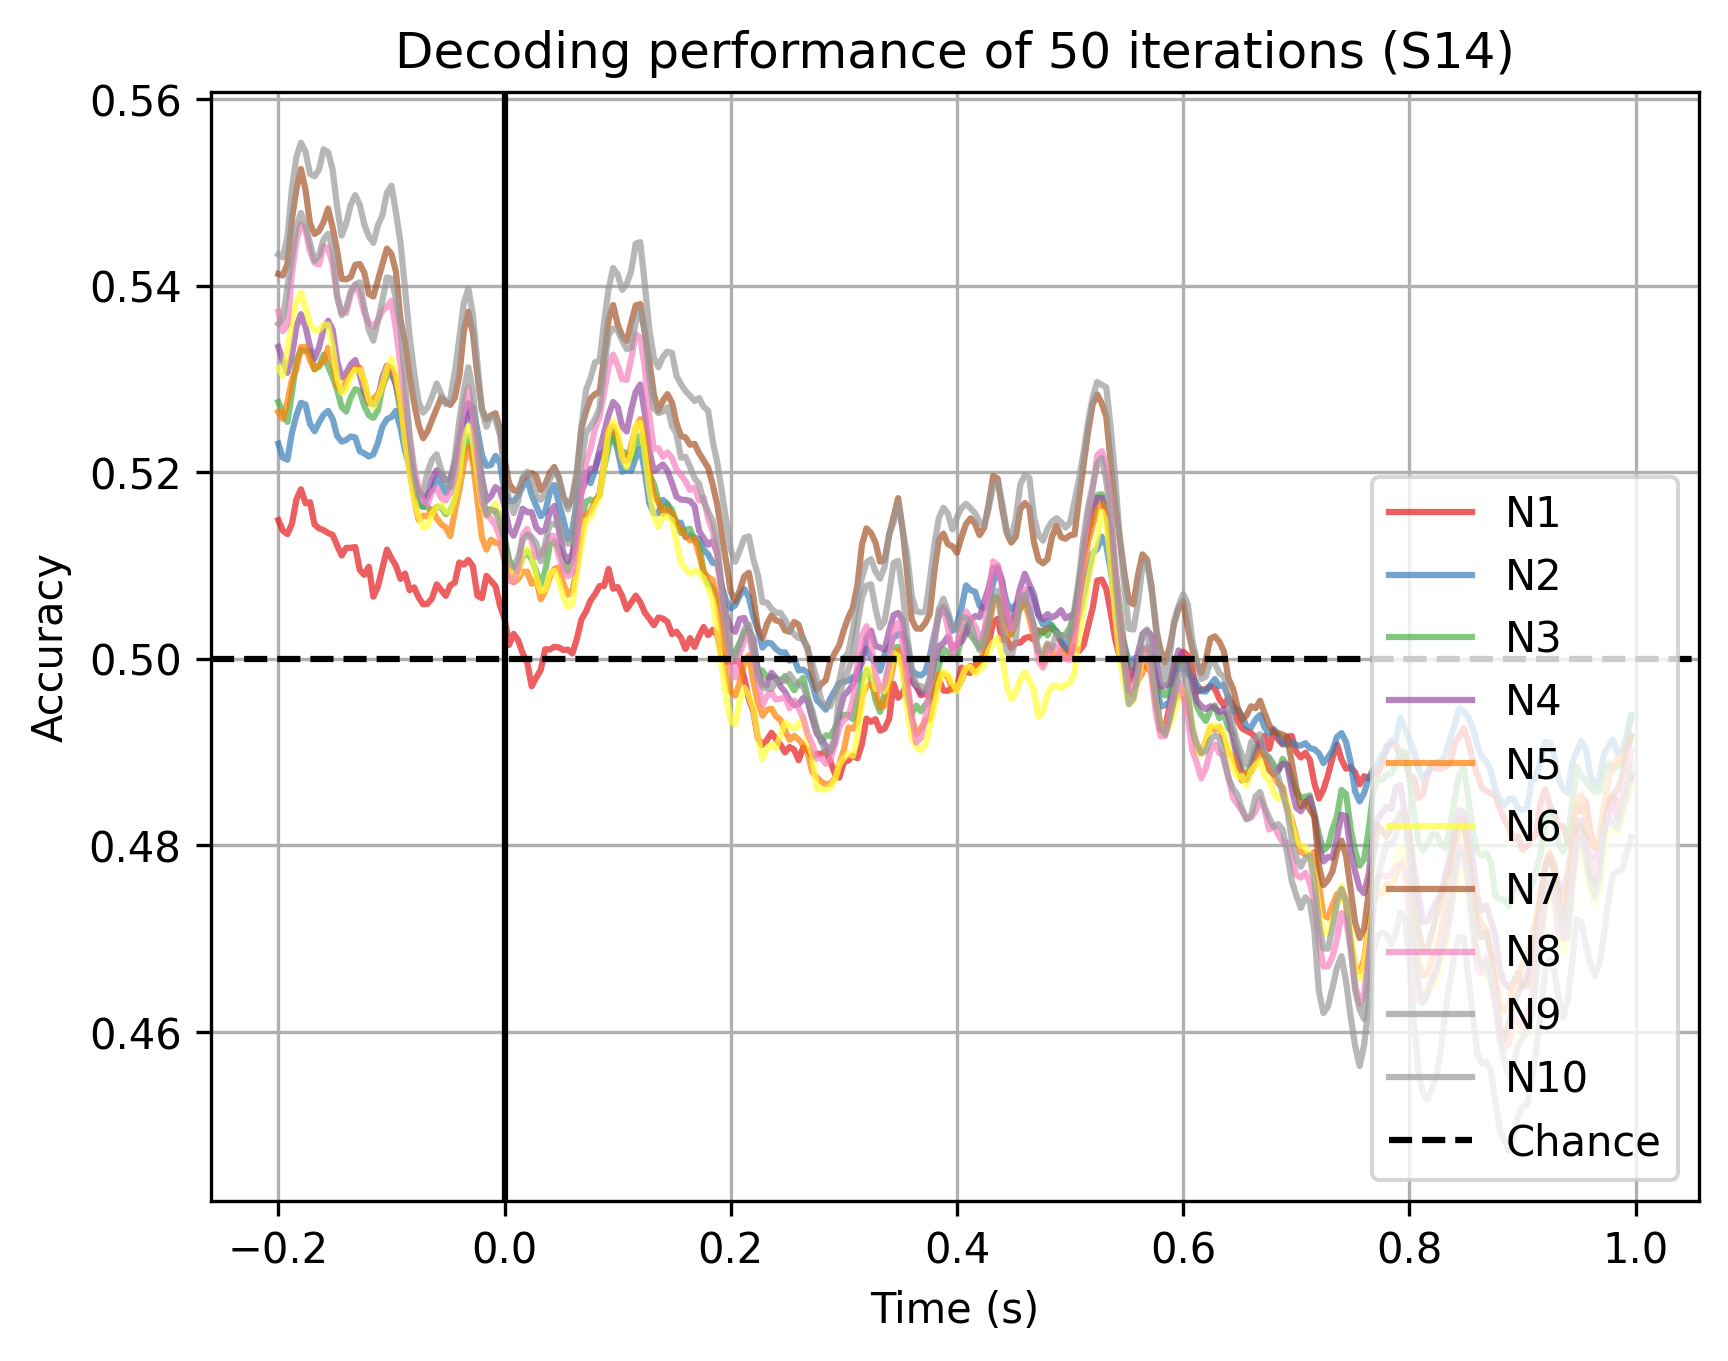 Decoding performance of 50 iterations (S14)
0.56
0.54
0.52
0.50
0.48
0.46
Accuracy
N1
N2
N3
N4
N5
N6
N7
N8
N9
N10
Chance
−0.2 0.0 0.2 0.4 0.6 0.8 1.0
Time (s)